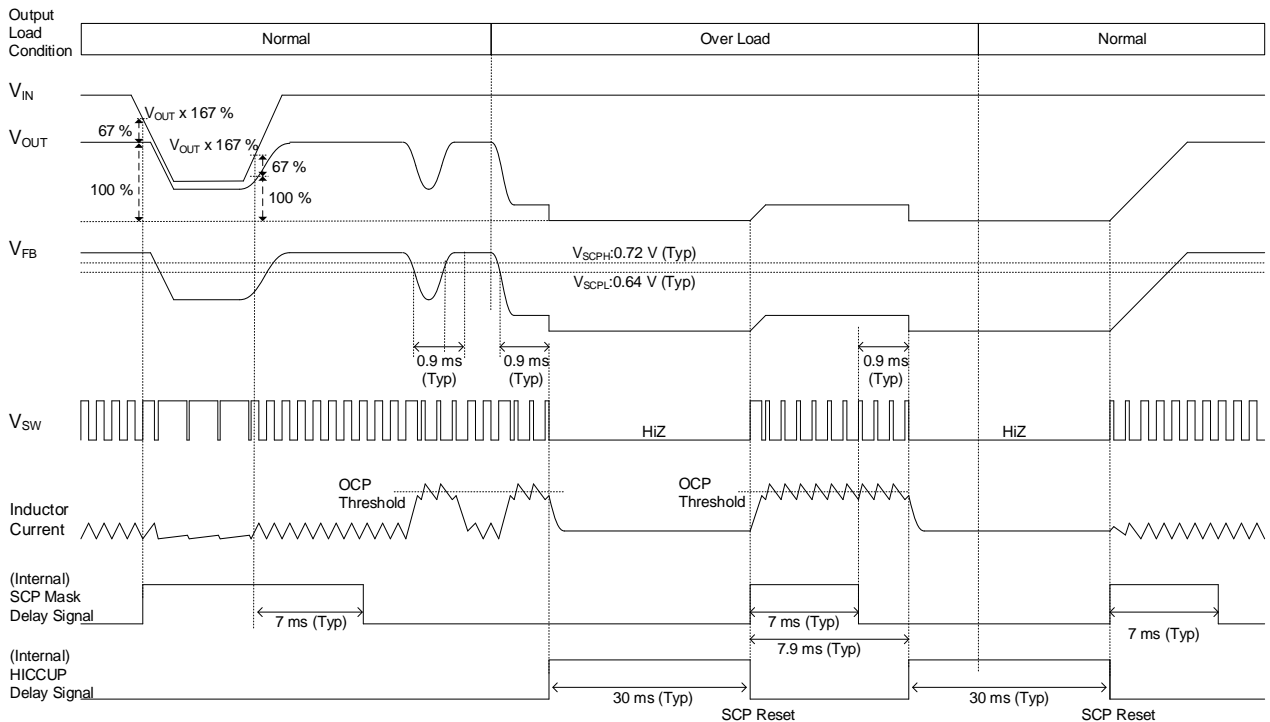 Output
Load
Condition
Normal
Over Load
Normal
VIN
VOUT x 167 %
67 %
VOUT
VOUT x 167 %
67 %
100 %
100 %
VFB
VSCPH:0.72 V (Typ)
VSCPL:0.64 V (Typ)
0.9 ms
(Typ)
0.9 ms
(Typ)
0.9 ms
(Typ)
VSW
HiZ
HiZ
OCP
Threshold
OCP
Threshold
Inductor
Current
(Internal)
SCP Mask
Delay Signal
7 ms (Typ)
7 ms (Typ)
7 ms (Typ)
7.9 ms (Typ)
(Internal)
HICCUP
Delay Signal
30 ms (Typ)
30 ms (Typ)
SCP Reset
SCP Reset